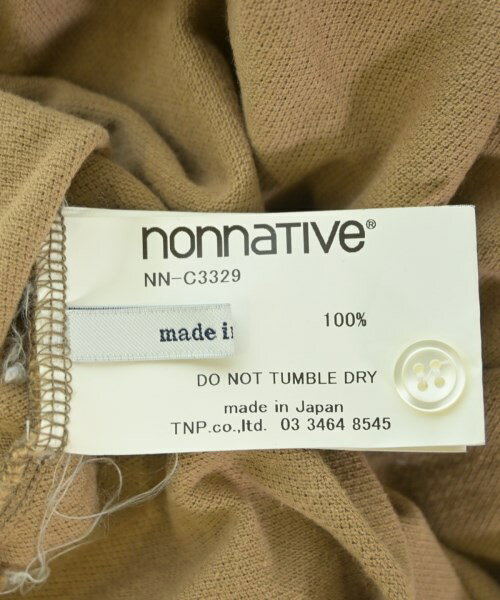 nonnative®
NN-C3329
made in
100%
DO NOT TUMBLE DRY
made in Japan
TNP.co.,ltd. 03 3464 8545